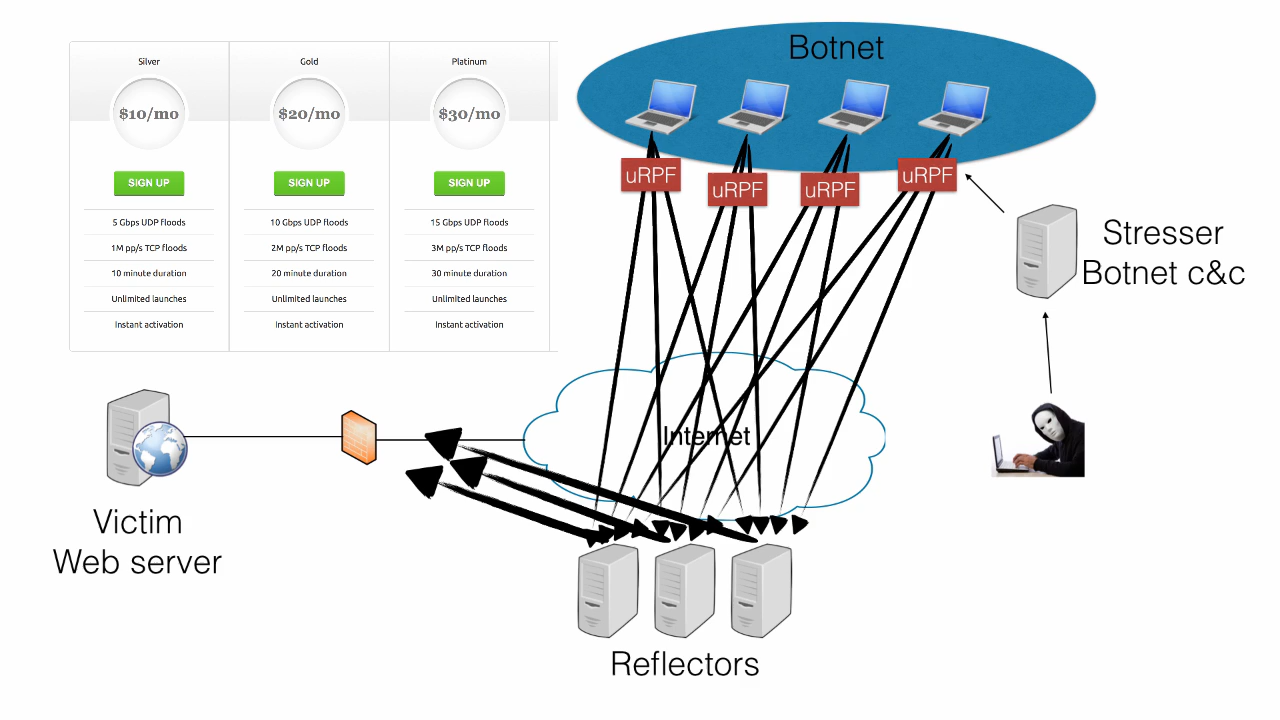 Silver
$10/mo
SIGN UP
5 Gbps UDP floods
1M pp/s TCP floods
10 minute duration
Unlimited launches
Instant activation
Gold
$20/mo
SIGN UP
10 Gbps UDP floods
2M pp/s TCP floods
20 minute duration
Unlimited launches
Instant activation
Platinum
$30/mo
SIGN UP
15 Gbps UDP floods
3M pp/s TCP floods
30 minute duration
Unlimited launches
Instant activation
Botnet
uRPF
uRPF
uRPF
uRPF
Stresser
Botnet c&c
Internet
Victim
Web server
Reflectors